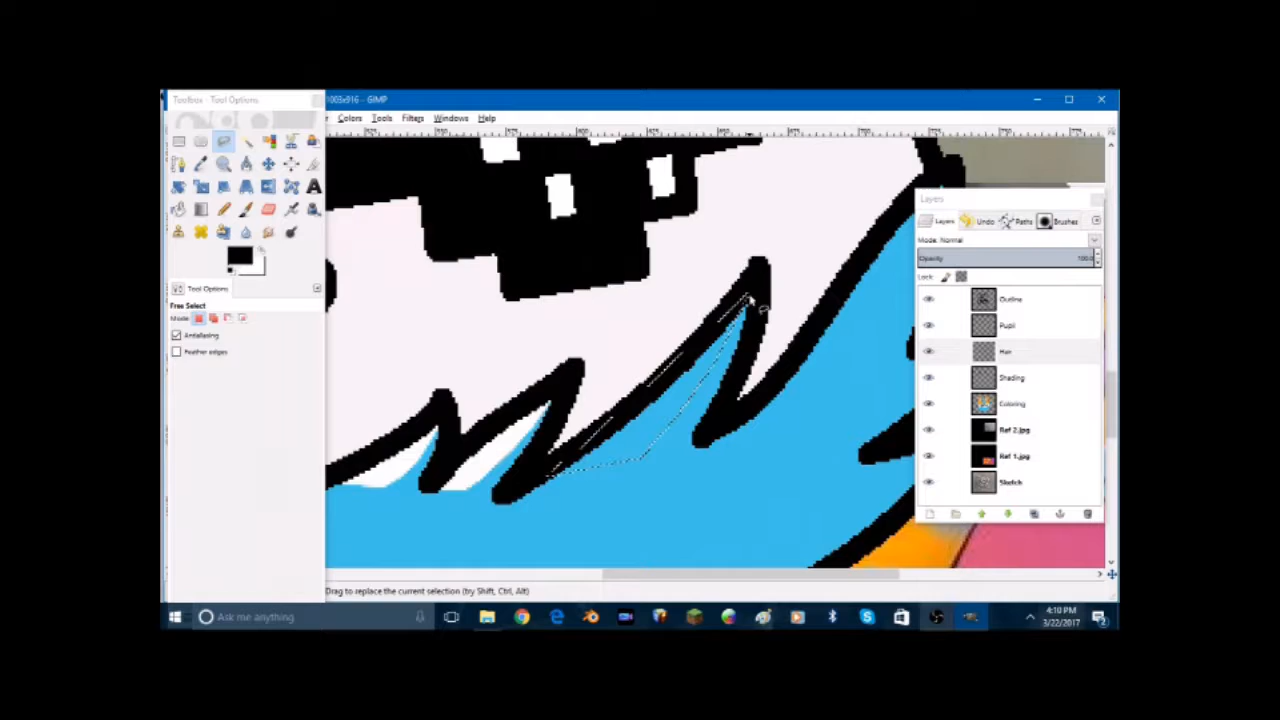 Toolbox - Tool Options
1003x916 - GIMP
Colors Tools Filters Windows Help
Layers
Layers Undo Paths Brushes
Mode: Normal
Opacity 100.0
Lock:
Tool Options
Free Select
Mode:
Antialiasing
Feather edges
Outline
Pupil
Hair
Shading
Coloring
Ref 2.jpg
Ref 1.jpg
Sketch
Drag to replace the current selection (try Shift, Ctrl, Alt)
Ask me anything
4:10 PM
3/22/2017